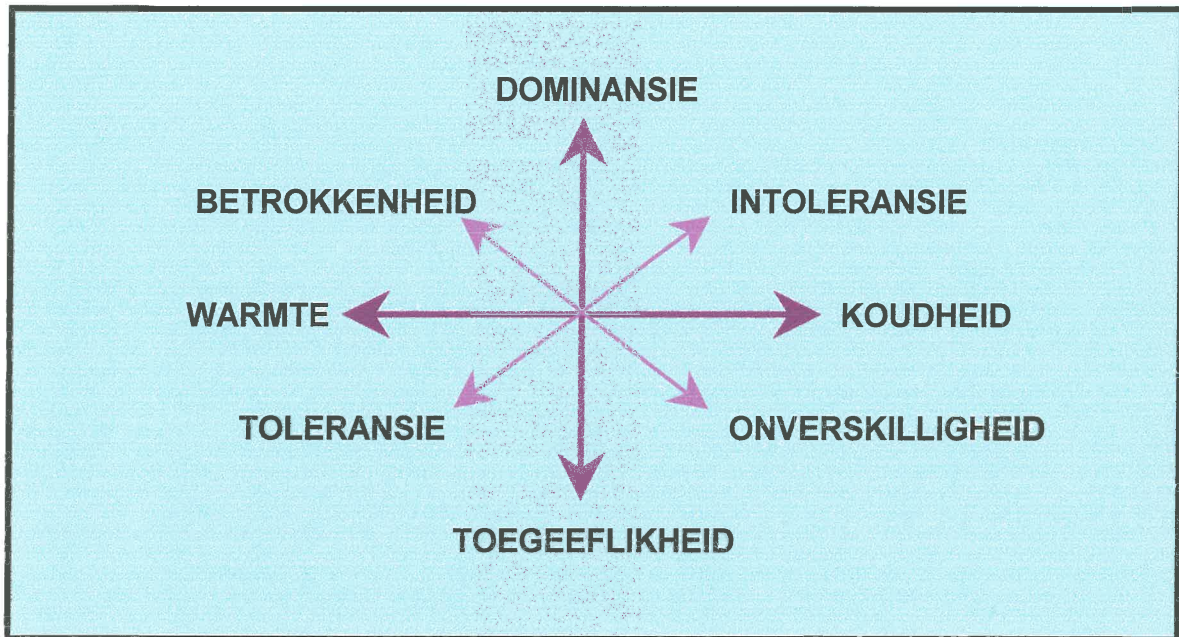 DOMINANSIE
BETROKKENHEID
INTOLERANSIE
WARMTE
KOUDHEID
TOLERANSIE
ONVERSKILLIGHEID
TOEGEEFLIKHEID